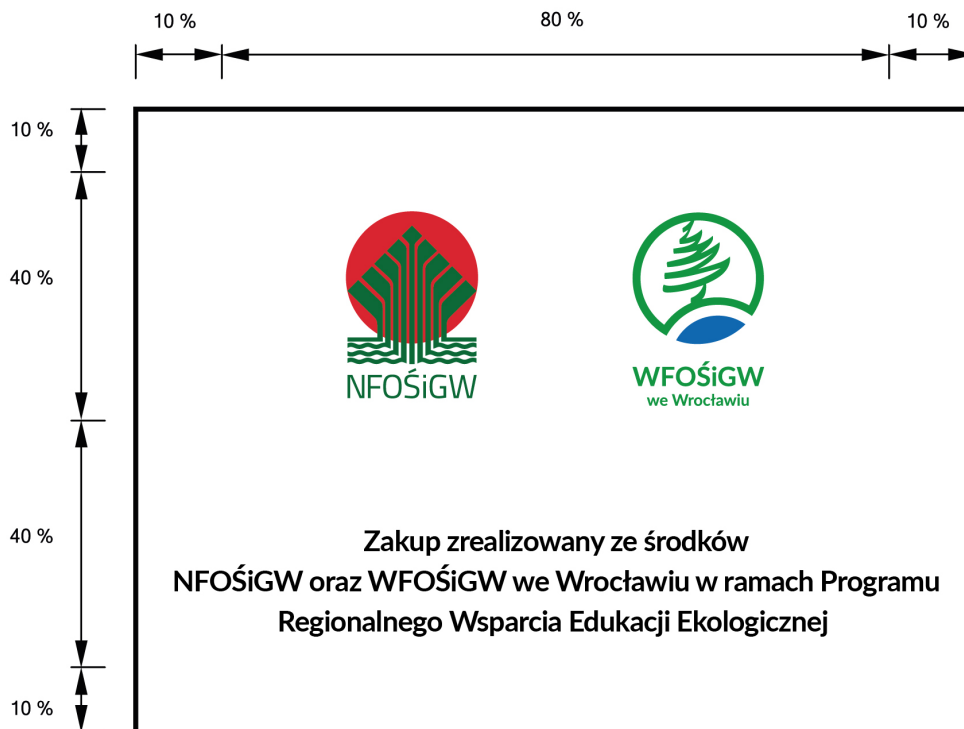 10 %
80 %
10 %
10 %
40 %
40 %
10 %
NFOŚiGW
WFOŚiGW
we Wrocławiu
Zakup zrealizowany ze środków
NFOŚiGW oraz WFOŚiGW we Wrocławiu w ramach Programu
Regionalnego Wsparcia Edukacji Ekologicznej